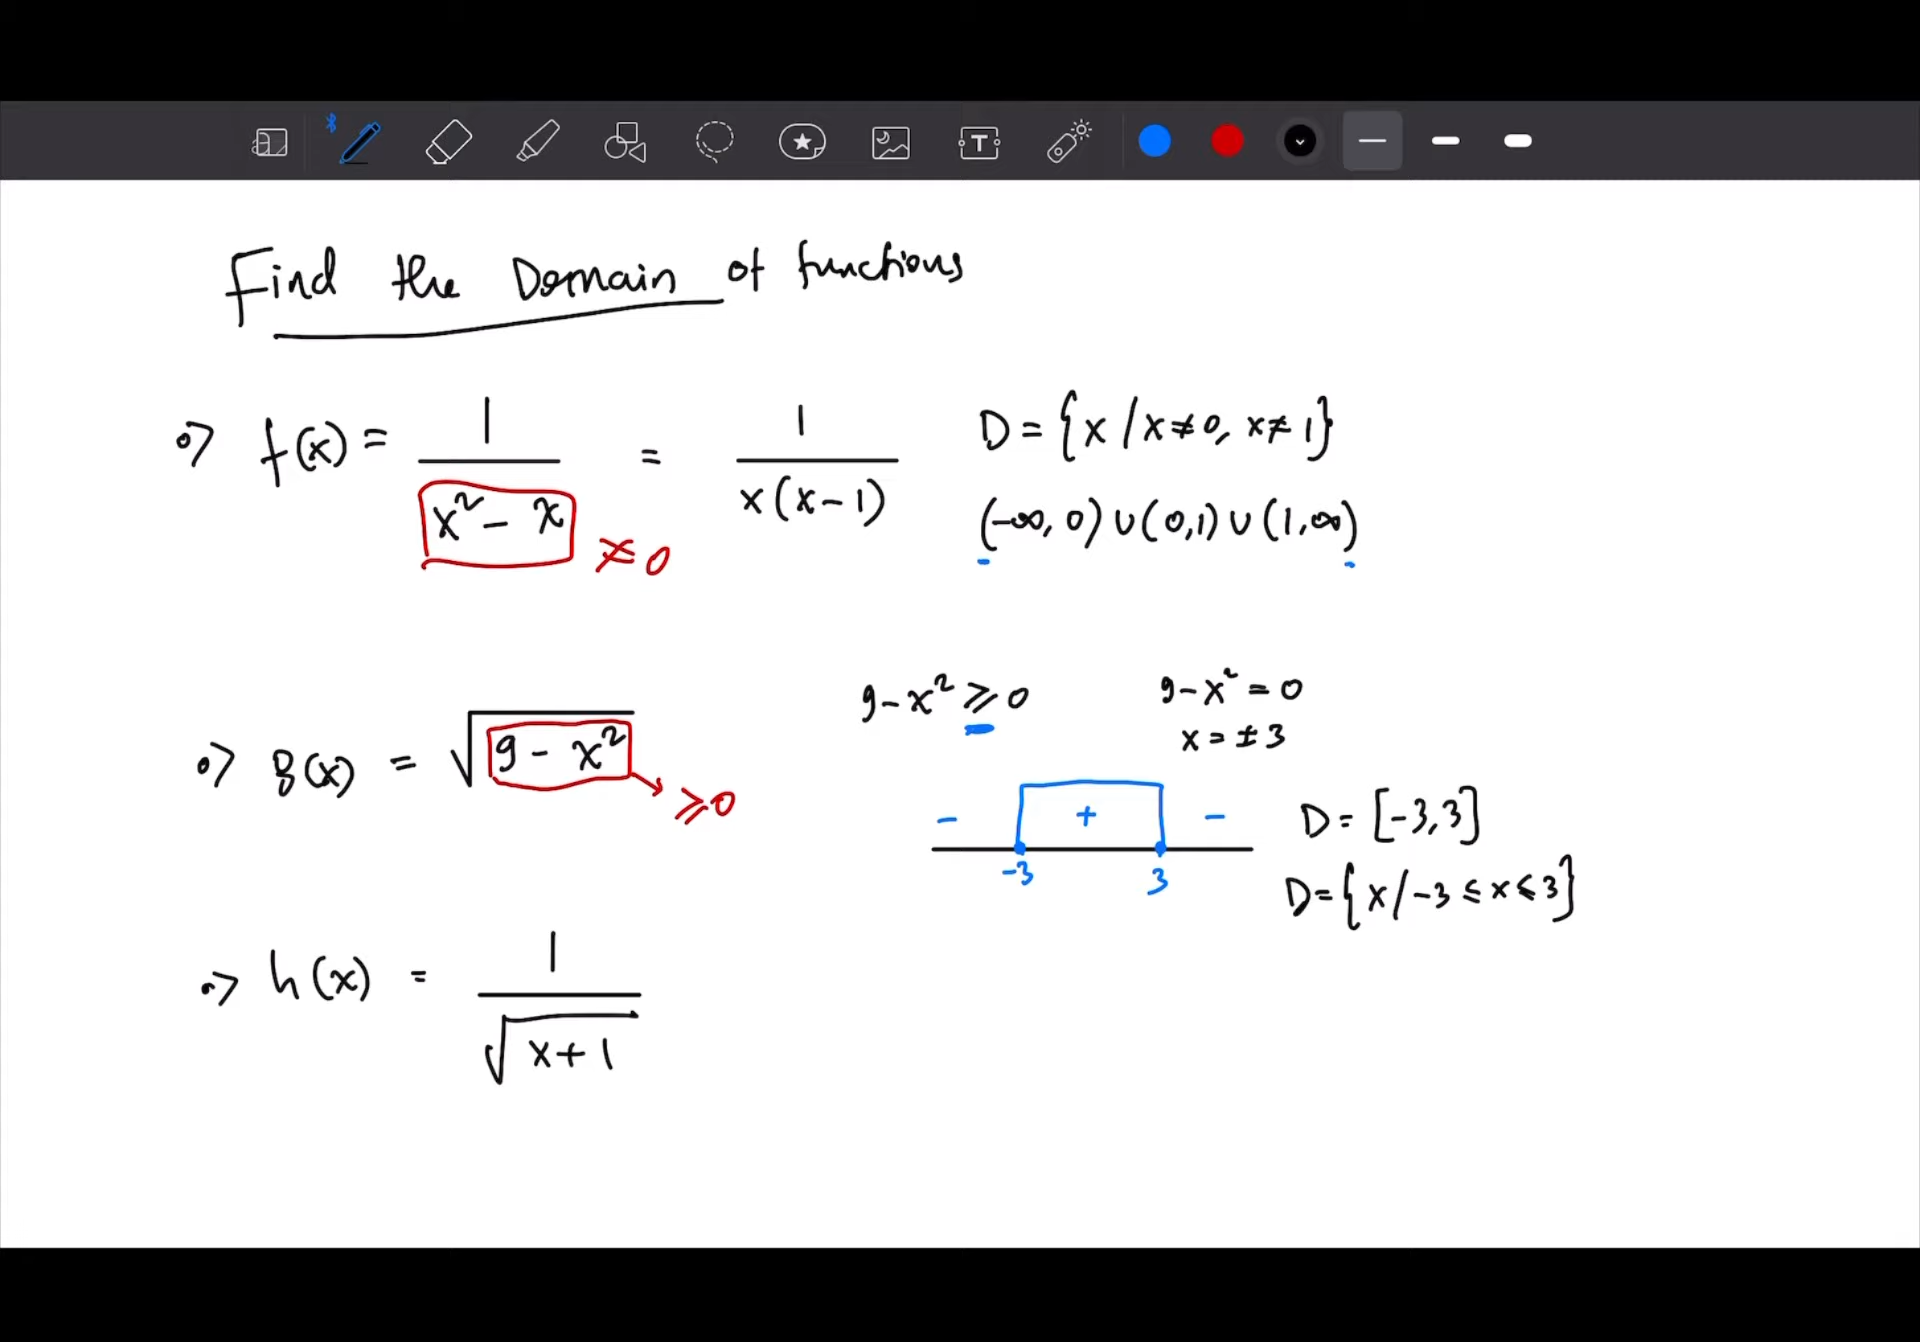 Find the Domain of functions
f(x) = 1 / (x² - x) = 1 / (x(x-1))
≠ 0
D = {x / x≠0, x≠1}
(-∞, 0) ∪ (0,1) ∪ (1,∞)
g(x) = √(9 - x²)
≥0
9-x² ≥ 0
9-x² = 0
x = ±3
- + -
-3 3
D = [-3,3]
D = {x / -3 ≤ x ≤ 3}
h(x) = 1 / √(x+1)
T